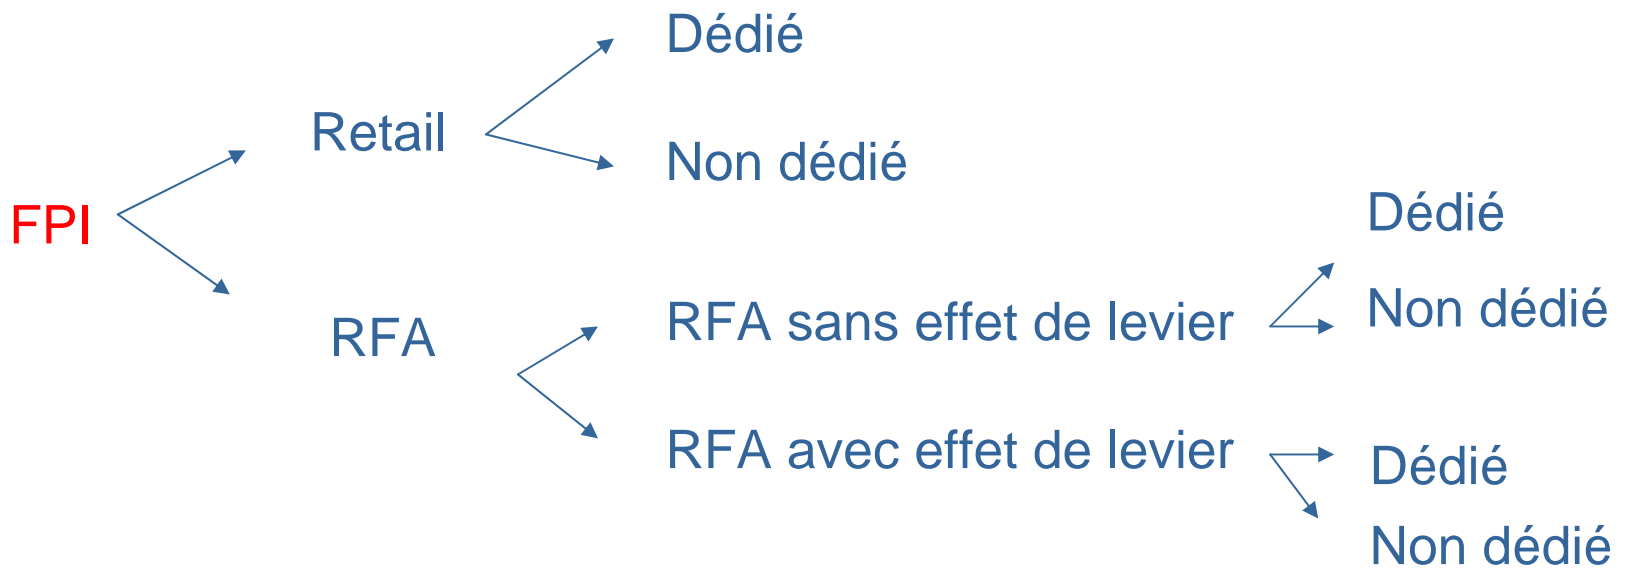 FPI
Retail
Dédié
Non dédié
RFA
RFA sans effet de levier
Dédié
Non dédié
RFA avec effet de levier
Dédié
Non dédié